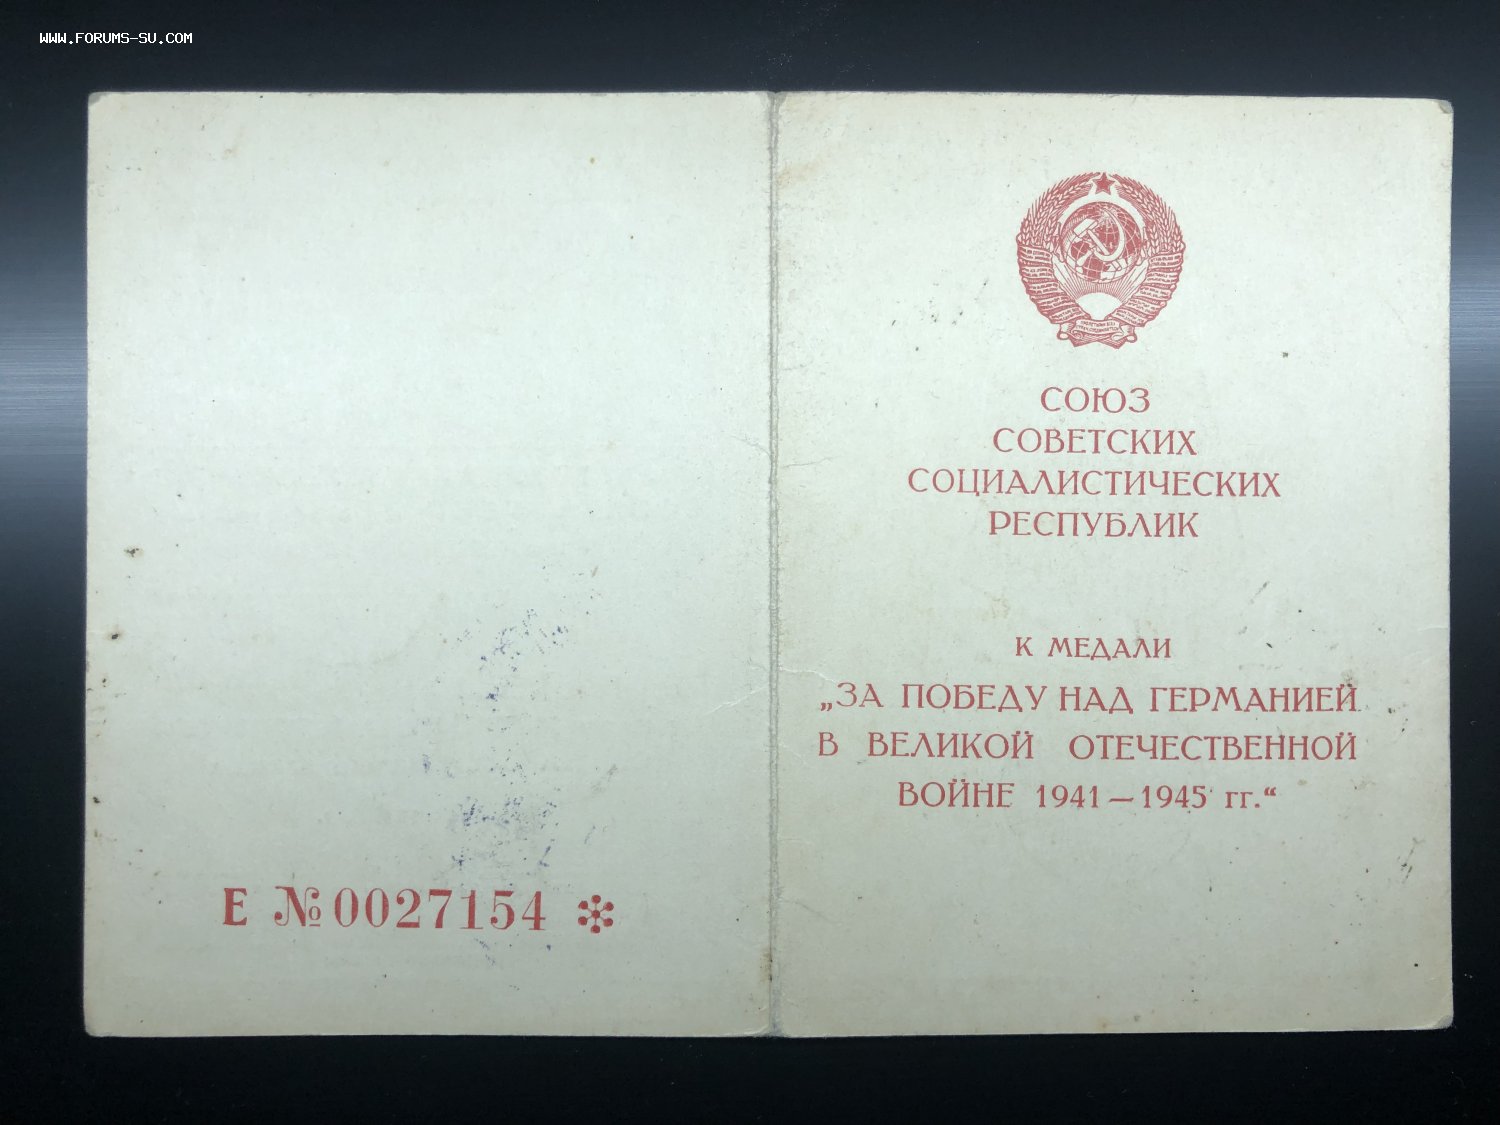 WWW.FORUMS-SU.COM
СОЮЗ
СОВЕТСКИХ
СОЦИАЛИСТИЧЕСКИХ
РЕСПУБЛИК
К МЕДАЛИ
„ЗА ПОБЕДУ НАД ГЕРМАНИЕЙ
В ВЕЛИКОЙ ОТЕЧЕСТВЕННОЙ
ВОЙНЕ 1941—1945 гг.“
Е №0027154 *